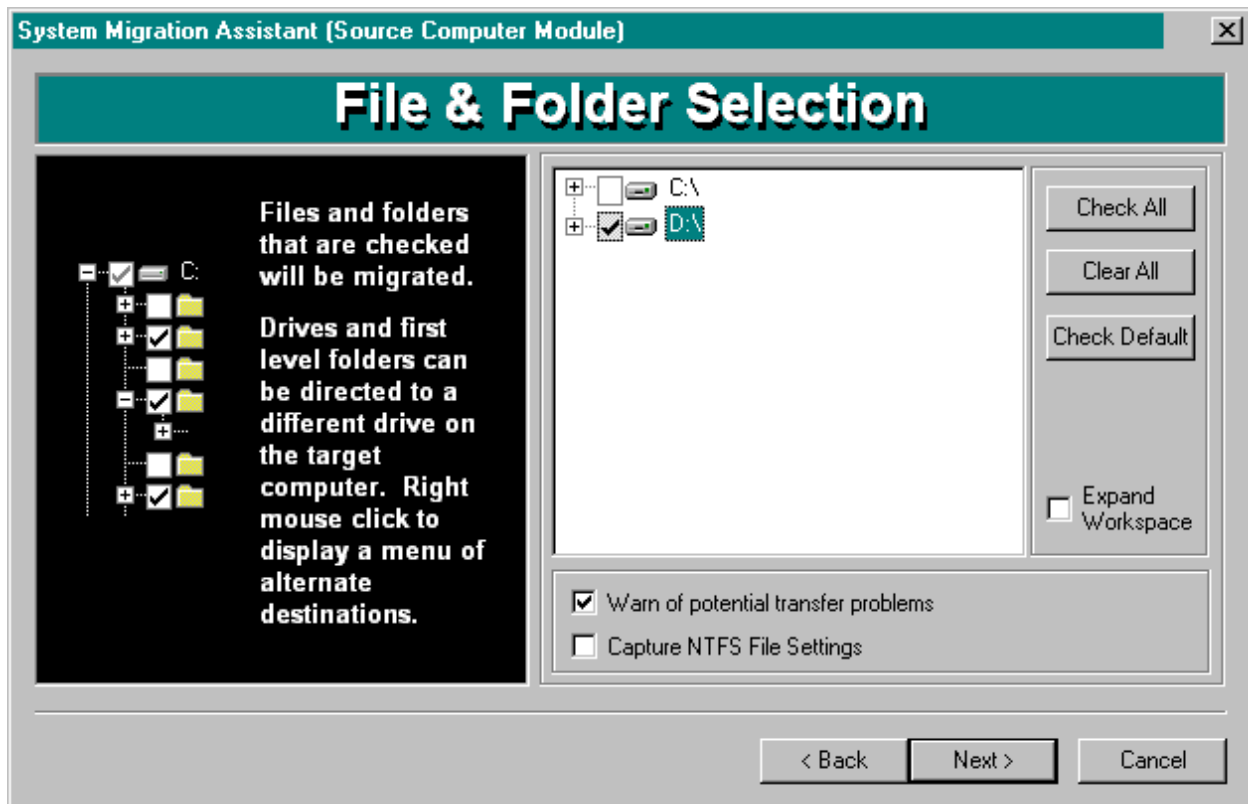 System Migration Assistant (Source Computer Module)
File & Folder Selection
C:
Files and folders
that are checked
will be migrated.
Drives and first
level folders can
be directed to a
different drive on
the target
computer.  Right
mouse click to
display a menu of
alternate
destinations.
C:\
D:\
Check All
Clear All
Check Default
Expand
Workspace
Warn of potential transfer problems
Capture NTFS File Settings
< Back
Next >
Cancel